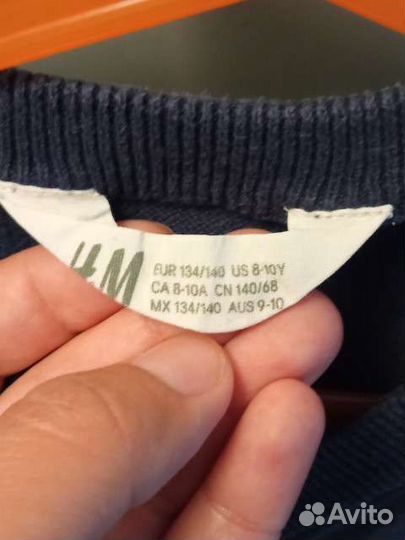 H&M
EUR 134/140 US 8-10Y
CA 8-10A CN 140/68
MX 134/140 AUS 9-10
Avito